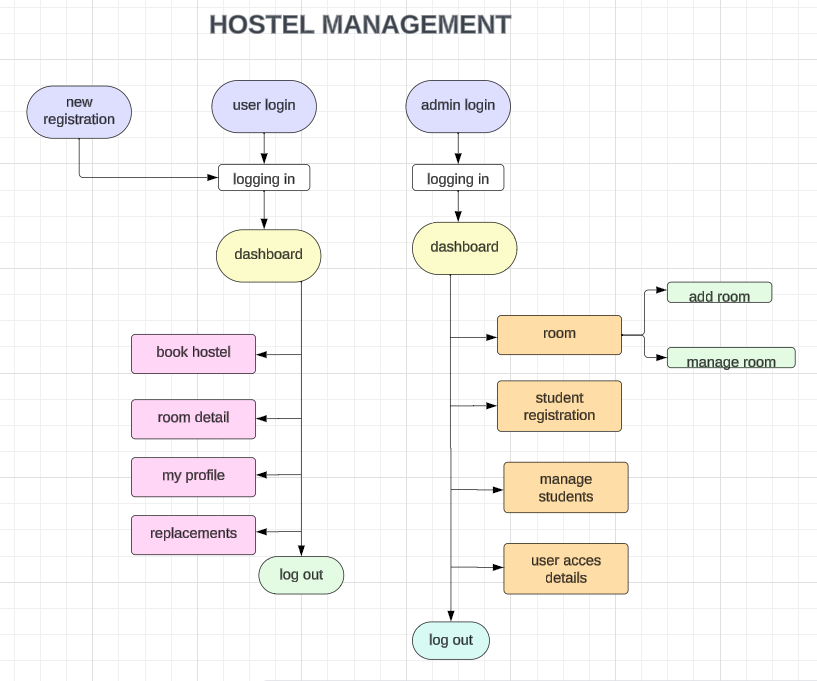 HOSTEL MANAGEMENT
new
registration
user login
admin login
logging in
logging in
dashboard
dashboard
add room
room
book hostel
manage room
student
registration
room detail
my profile
manage
students
replacements
user acces
details
log out
log out